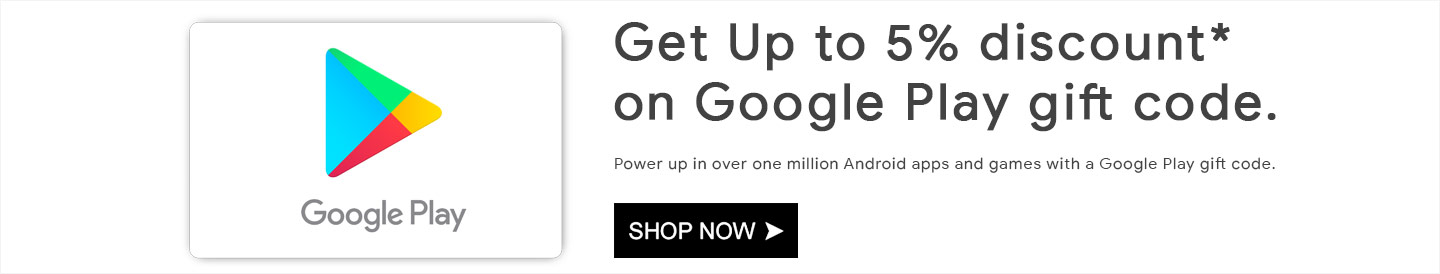 Google Play
Get Up to 5% discount*
on Google Play gift code.
Power up in over one million Android apps and games with a Google Play gift code.
SHOP NOW ➤